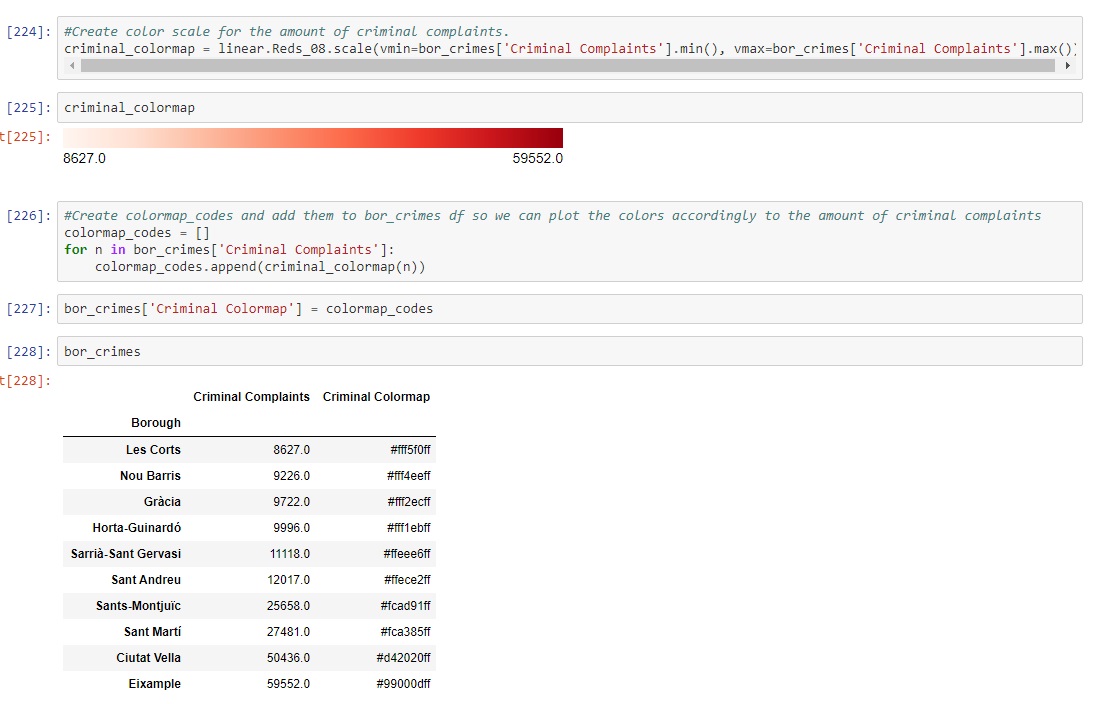 [224]: #Create color scale for the amount of criminal complaints.
criminal_colormap = linear.Reds_08.scale(vmin=bor_crimes['Criminal Complaints'].min(), vmax=bor_crimes['Criminal Complaints'].max())
[225]: criminal_colormap
t[225]:
8627.0 59552.0
[226]: #Create colormap_codes and add them to bor_crimes df so we can plot the colors accordingly to the amount of criminal complaints
colormap_codes = []
for n in bor_crimes['Criminal Complaints']:
colormap_codes.append(criminal_colormap(n))
[227]: bor_crimes['Criminal Colormap'] = colormap_codes
[228]: bor_crimes
t[228]:
Criminal Complaints Criminal Colormap
Borough
Les Corts 8627.0 #fff5f0ff
Nou Barris 9226.0 #fff4eeff
Gràcia 9722.0 #fff2ecff
Horta-Guinardó 9996.0 #fff1ebff
Sarrià-Sant Gervasi 11118.0 #ffeee6ff
Sant Andreu 12017.0 #ffece2ff
Sants-Montjuïc 25658.0 #fcad91ff
Sant Martí 27481.0 #fca385ff
Ciutat Vella 50436.0 #d42020ff
Eixample 59552.0 #99000dff